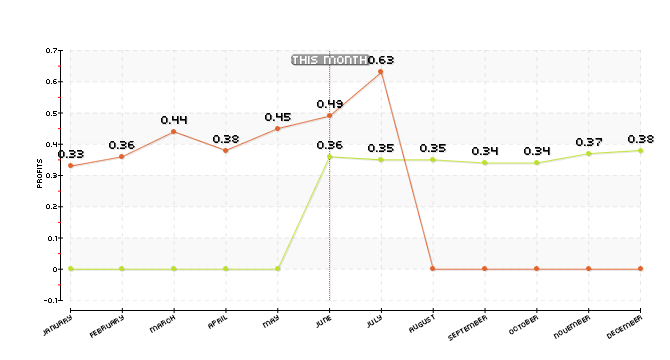 THIS MONTH
0.63
0.49
0.45
0.44
0.38
0.36
0.33
0.36
0.35
0.35
0.34
0.34
0.37
0.38
0.7
0.6
0.5
0.4
0.3
0.2
0.1
0
-0.1
PROFITS
JANUARY
FEBRUARY
MARCH
APRIL
MAY
JUNE
JULY
AUGUST
SEPTEMBER
OCTOBER
NOVEMBER
DECEMBER